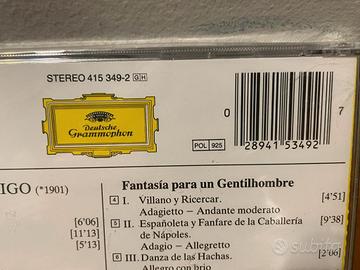 STEREO 415 349-2 GH
Deutsche
Grammophon
POL 925
0 28941 53492 7
IGO (*1901)
Fantasía para un Gentilhombre
4 I. Villano y Ricercar. [4'51]
Adagietto – Andante moderato
[6'06] 5 II. Españoleta y Fanfare de la Caballería [9'38]
[11'13] de Nápoles.
[5'13] Adagio – Allegretto
6 III. Danza de las Hachas. [2'06]
Allegro con brio
subito